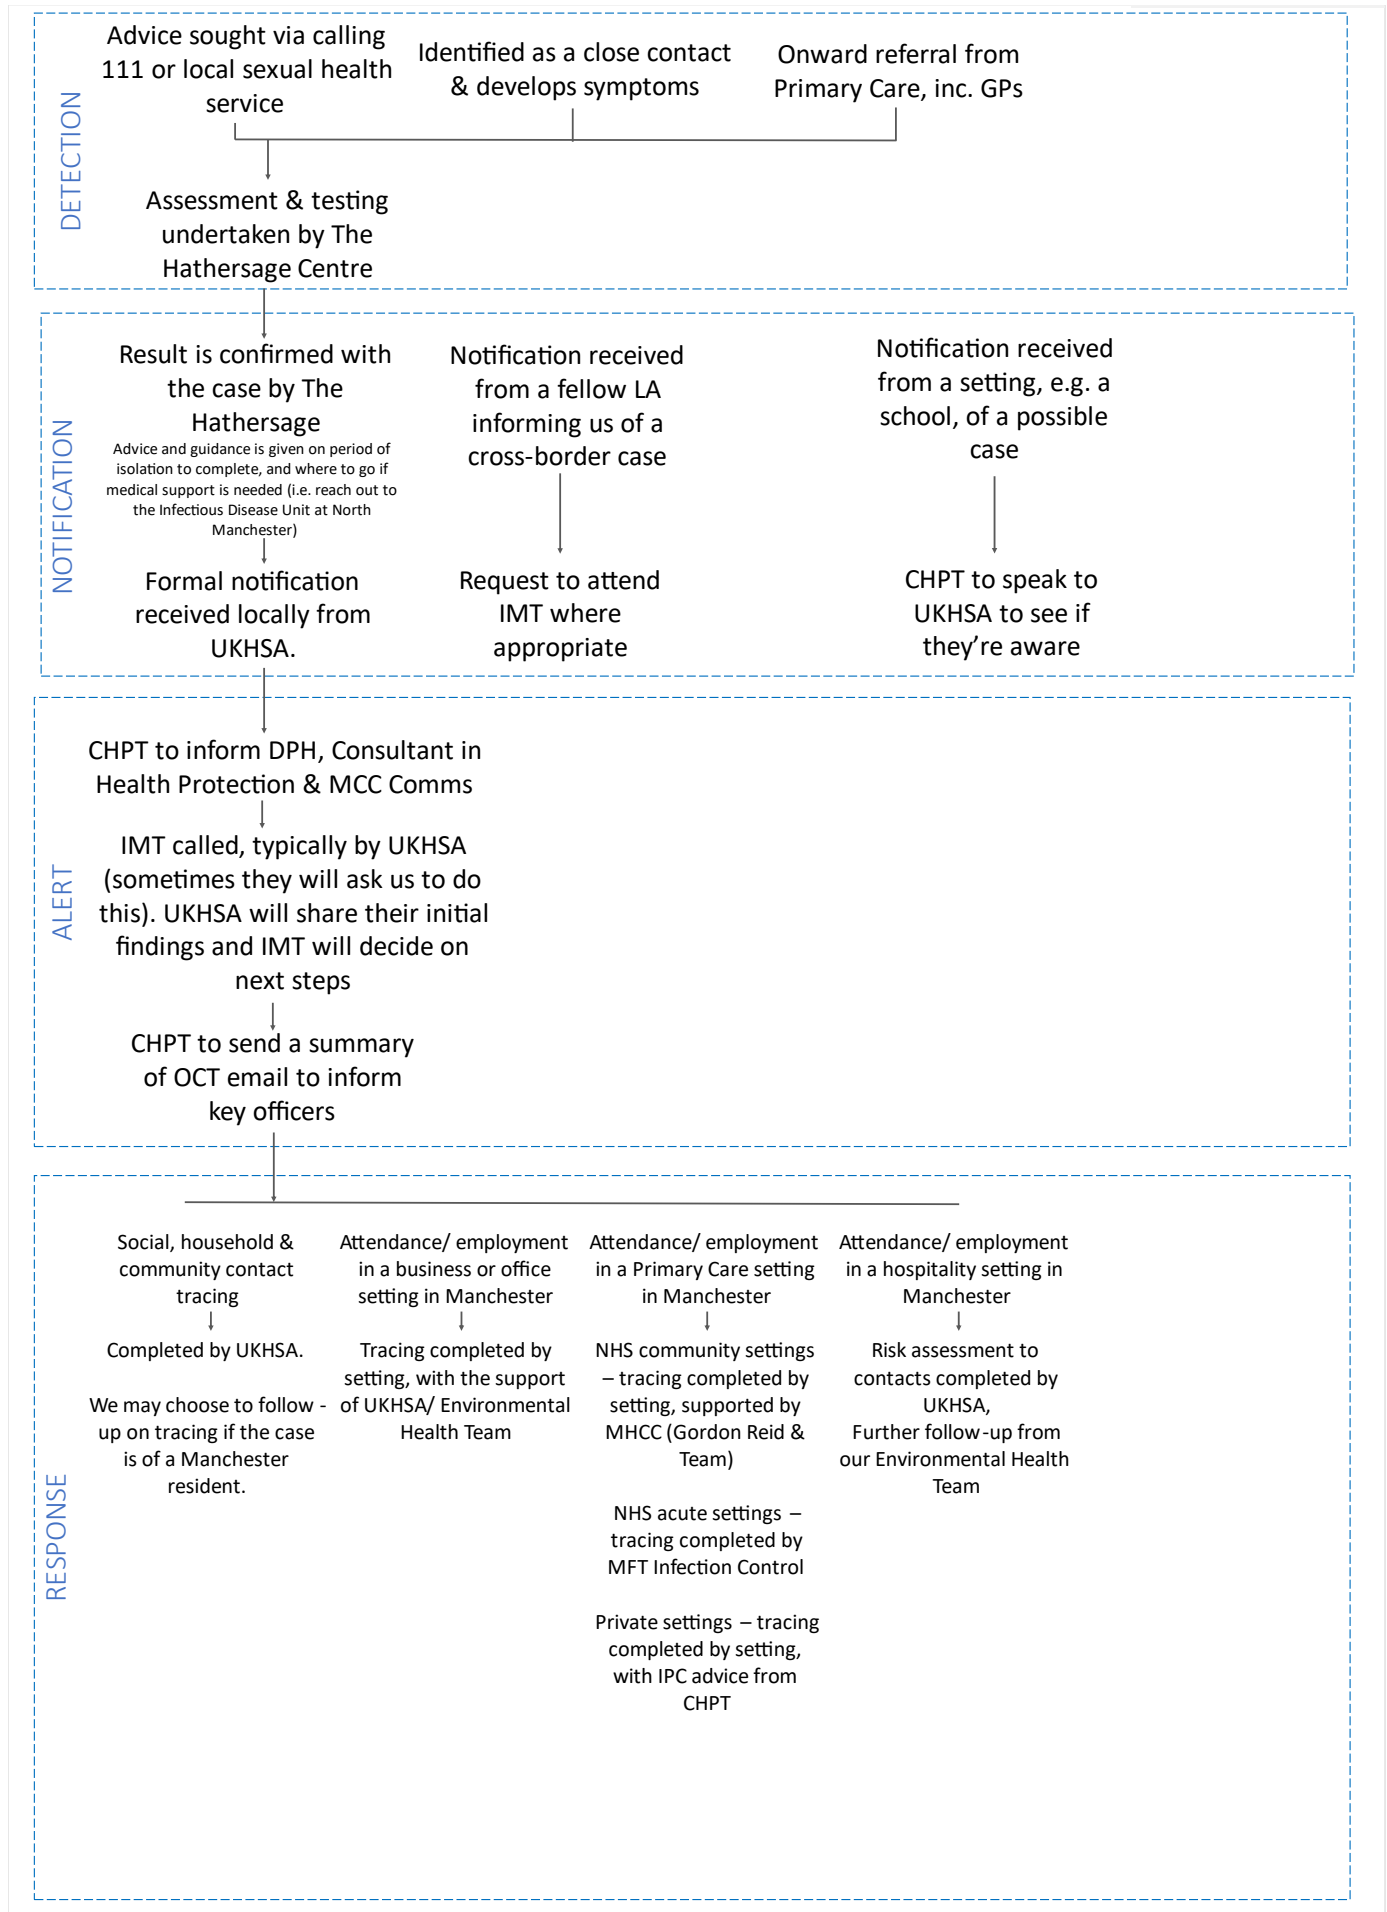 DETECTION
Advice sought via calling
111 or local sexual health
service
Identified as a close contact
& develops symptoms
Onward referral from
Primary Care, inc. GPs
Assessment & testing
undertaken by The
Hathersage Centre
NOTIFICATION
Result is confirmed with
the case by The
Hathersage
Advice and guidance is given on period of
isolation to complete, and where to go if
medical support is needed (i.e. reach out to
the Infectious Disease Unit at North
Manchester)
Formal notification
received locally from
UKHSA.
Notification received
from a fellow LA
informing us of a
cross-border case
Request to attend
IMT where
appropriate
Notification received
from a setting, e.g. a
school, of a possible
case
CHPT to speak to
UKHSA to see if
they’re aware
ALERT
CHPT to inform DPH, Consultant in
Health Protection & MCC Comms
IMT called, typically by UKHSA
(sometimes they will ask us to do
this). UKHSA will share their initial
findings and IMT will decide on
next steps
CHPT to send a summary
of OCT email to inform
key officers
RESPONSE
Social, household &
community contact
tracing
Completed by UKHSA.
We may choose to follow -
up on tracing if the case
is of a Manchester
resident.
Attendance/ employment
in a business or office
setting in Manchester
Tracing completed by
setting, with the support
of UKHSA/ Environmental
Health Team
Attendance/ employment
in a Primary Care setting
in Manchester
NHS community settings
– tracing completed by
setting, supported by
MHCC (Gordon Reid &
Team)
NHS acute settings –
tracing completed by
MFT Infection Control
Private settings – tracing
completed by setting,
with IPC advice from
CHPT
Attendance/ employment
in a hospitality setting in
Manchester
Risk assessment to
contacts completed by
UKHSA,
Further follow-up from
our Environmental Health
Team